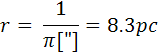 r = 1/π["] = 8.3pc